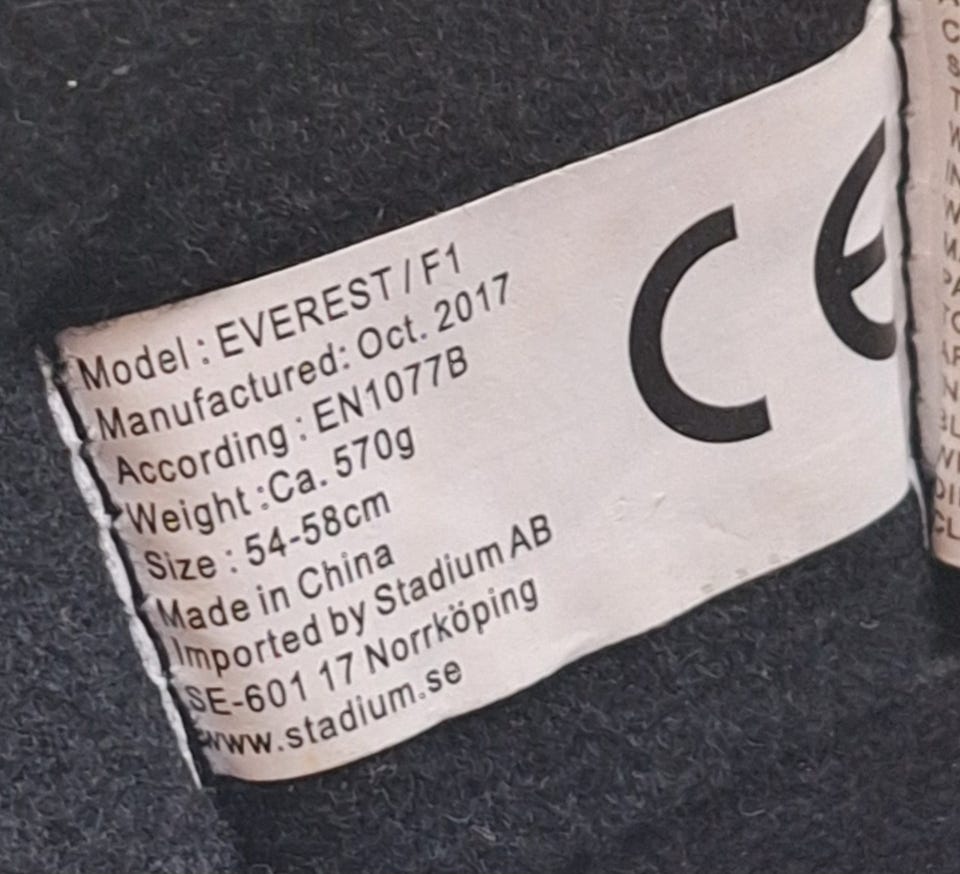 Model : EVEREST / F1
Manufactured: Oct. 2017
According : EN1077B
Weight :Ca. 570g
Size : 54-58cm
Made in China
Imported by Stadium AB
SE-601 17 Norrköping
www.stadium.se
CE